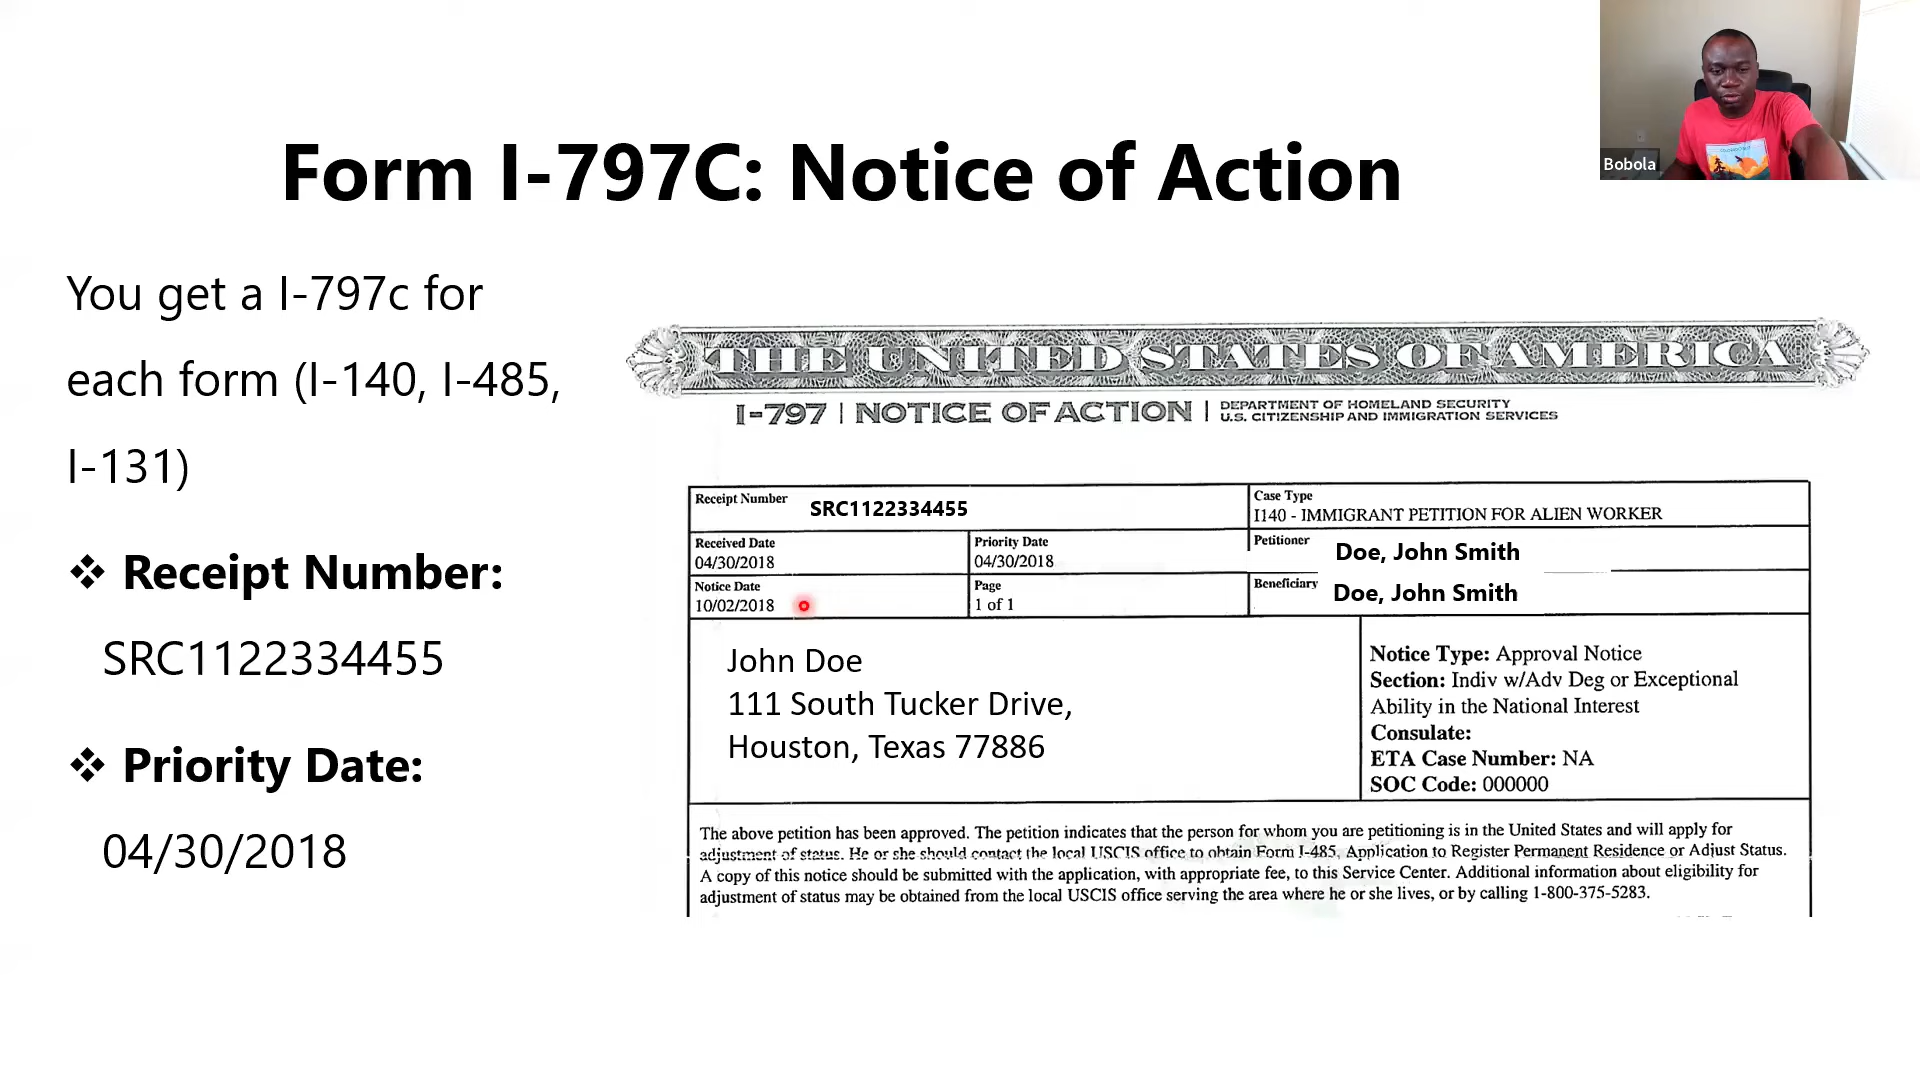 Bobola
Form I-797C: Notice of Action
You get a I-797c for
each form (I-140, I-485,
I-131)
❖ Receipt Number:
SRC1122334455
❖ Priority Date:
04/30/2018
THE UNITED STATES OF AMERICA
I-797 | NOTICE OF ACTION | DEPARTMENT OF HOMELAND SECURITY
U.S. CITIZENSHIP AND IMMIGRATION SERVICES
Receipt Number SRC1122334455
Case Type
I140 - IMMIGRANT PETITION FOR ALIEN WORKER
Received Date
04/30/2018
Priority Date
04/30/2018
Petitioner Doe, John Smith
Notice Date
10/02/2018
Page
1 of 1
Beneficiary Doe, John Smith
John Doe
111 South Tucker Drive,
Houston, Texas 77886
Notice Type: Approval Notice
Section: Indiv w/Adv Deg or Exceptional
Ability in the National Interest
Consulate:
ETA Case Number: NA
SOC Code: 000000
The above petition has been approved. The petition indicates that the person for whom you are petitioning is in the United States and will apply for
adjustment of status. He or she should contact the local USCIS office to obtain Form I-485, Application to Register Permanent Residence or Adjust Status.
A copy of this notice should be submitted with the application, with appropriate fee, to this Service Center. Additional information about eligibility for
adjustment of status may be obtained from the local USCIS office serving the area where he or she lives, or by calling 1-800-375-5283.